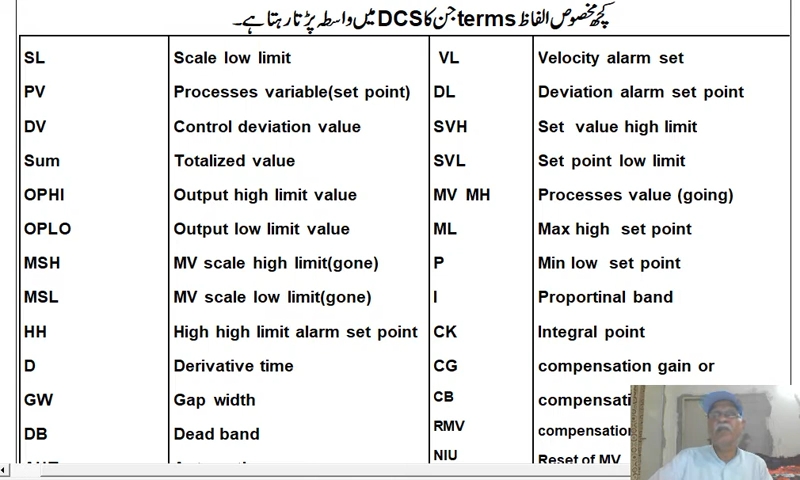 کچھ مخصوص الفاظ terms جن کا DCS میں واسطہ پڑتا رہتا ہے۔
SL Scale low limit VL Velocity alarm set
PV Processes variable(set point) DL Deviation alarm set point
DV Control deviation value SVH Set value high limit
Sum Totalized value SVL Set point low limit
OPHI Output high limit value MV MH Processes value (going)
OPLO Output low limit value ML Max high set point
MSH MV scale high limit(gone) P Min low set point
MSL MV scale low limit(gone) I Proportinal band
HH High high limit alarm set point CK Integral point
D Derivative time CG compensation gain or
GW Gap width CB
DB Dead band RMV compensation
NIU Reset of MV